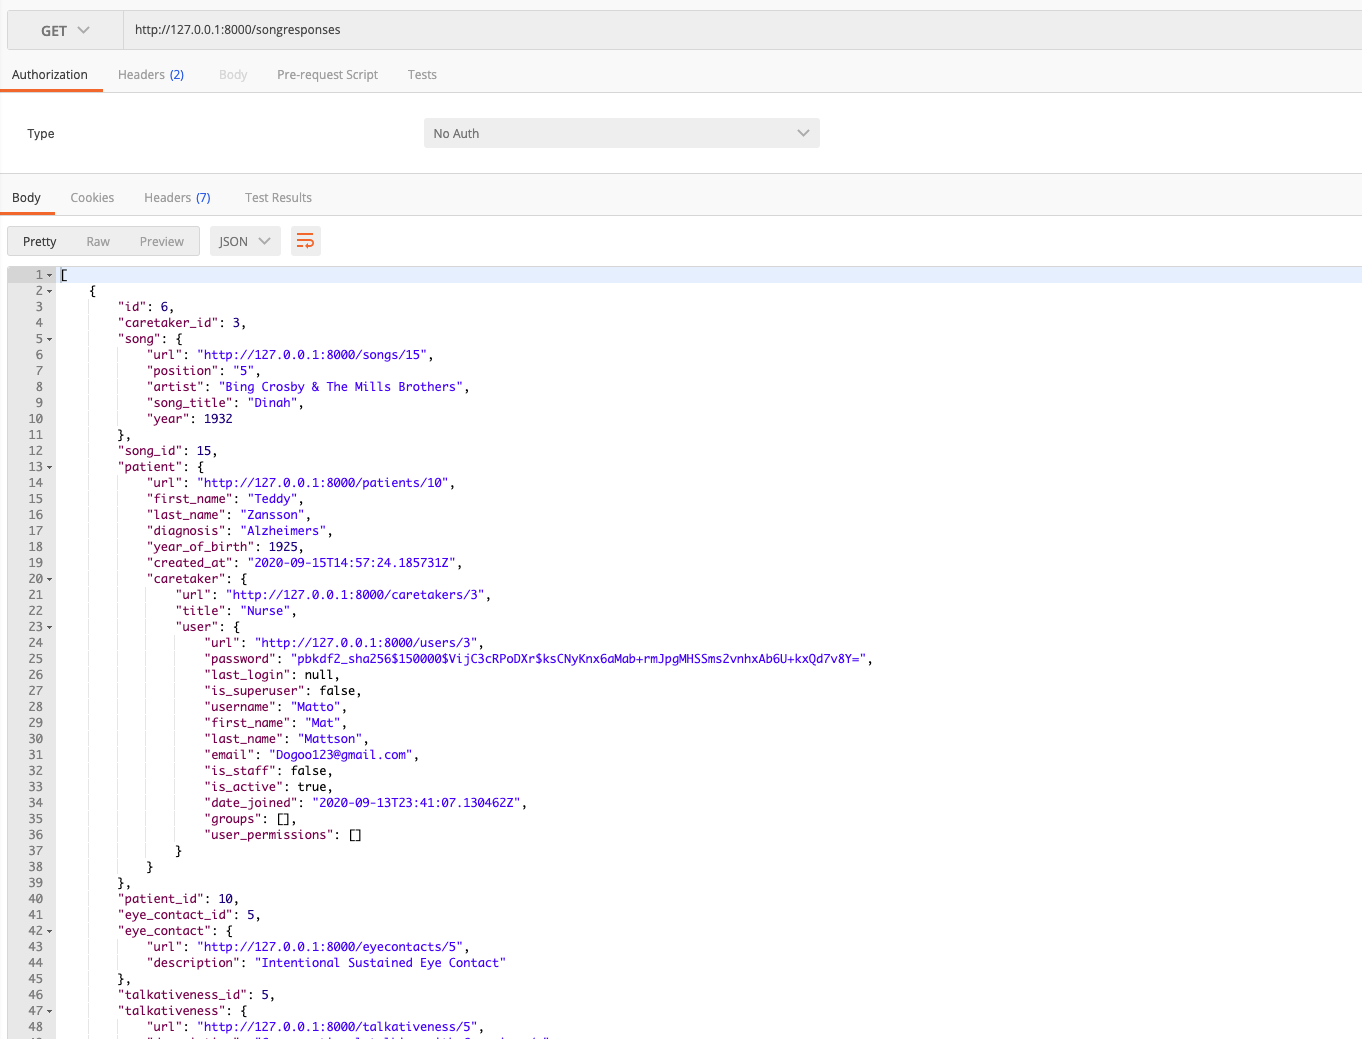 GET http://127.0.0.1:8000/songresponses
Authorization Headers (2) Body Pre-request Script Tests
Type No Auth
Body Cookies Headers (7) Test Results
Pretty Raw Preview JSON
1 [
2 {
3 "id": 6,
4 "caretaker_id": 3,
5 "song": {
6 "url": "http://127.0.0.1:8000/songs/15",
7 "position": "5",
8 "artist": "Bing Crosby & The Mills Brothers",
9 "song_title": "Dinah",
10 "year": 1932
11 },
12 "song_id": 15,
13 "patient": {
14 "url": "http://127.0.0.1:8000/patients/10",
15 "first_name": "Teddy",
16 "last_name": "Zansson",
17 "diagnosis": "Alzheimers",
18 "year_of_birth": 1925,
19 "created_at": "2020-09-15T14:57:24.185731Z",
20 "caretaker": {
21 "url": "http://127.0.0.1:8000/caretakers/3",
22 "title": "Nurse",
23 "user": {
24 "url": "http://127.0.0.1:8000/users/3",
25 "password": "pbkdf2_sha256$150000$VijC3cRPoDXr$ksCNyKnx6aMab+rmJpgMHSSms2vnhxAb6U+kxQd7v8Y=",
26 "last_login": null,
27 "is_superuser": false,
28 "username": "Matto",
29 "first_name": "Mat",
30 "last_name": "Mattson",
31 "email": "Dogoo123@gmail.com",
32 "is_staff": false,
33 "is_active": true,
34 "date_joined": "2020-09-13T23:41:07.130462Z",
35 "groups": [],
36 "user_permissions": []
37 }
38 }
39 },
40 "patient_id": 10,
41 "eye_contact_id": 5,
42 "eye_contact": {
43 "url": "http://127.0.0.1:8000/eyecontacts/5",
44 "description": "Intentional Sustained Eye Contact"
45 },
46 "talkativeness_id": 5,
47 "talkativeness": {
48 "url": "http://127.0.0.1:8000/talkativeness/5",